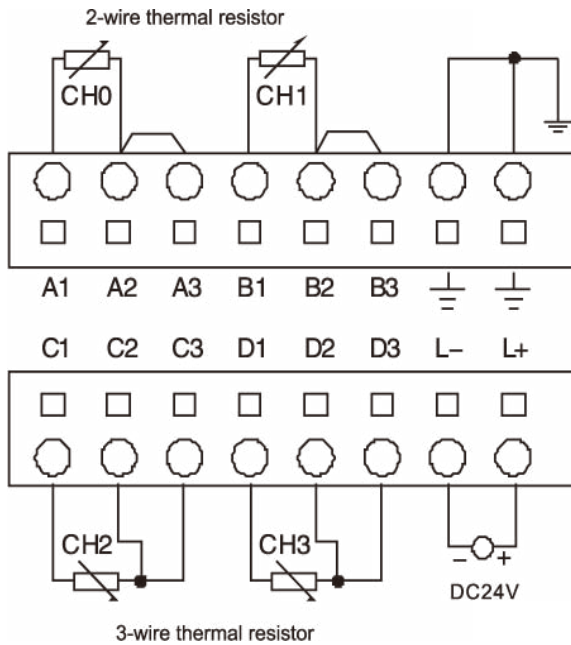 2-wire thermal resistor
CH0 CH1
A1 A2 A3 B1 B2 B3
C1 C2 C3 D1 D2 D3 L− L+
CH2 CH3
− +
DC24V
3-wire thermal resistor